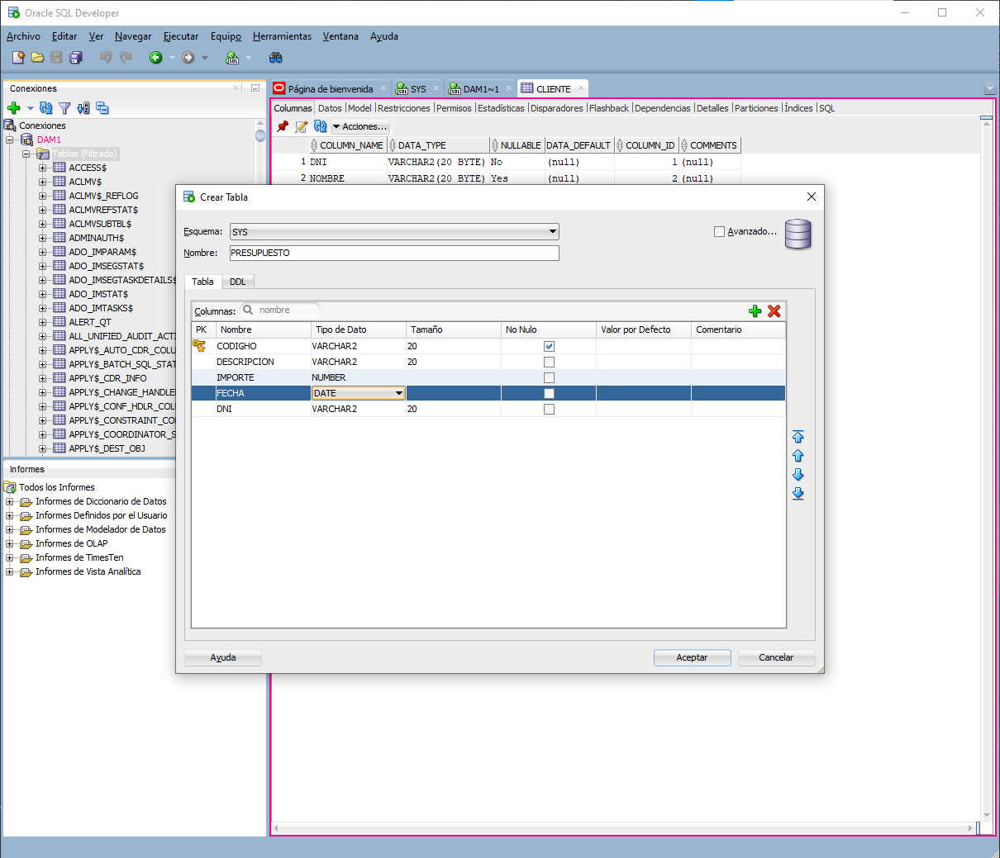 Oracle SQL Developer
Archivo Editar Ver Navegar Ejecutar Equipo Herramientas Ventana Ayuda
Conexiones
Página de bienvenida SYS DAM1~1 CLIENTE
Columnas Datos Model Restricciones Permisos Estadísticas Disparadores Flashback Dependencias Detalles Particiones Índices SQL
Acciones...
COLUMN_NAME DATA_TYPE NULLABLE DATA_DEFAULT COLUMN_ID COMMENTS
1 DNI VARCHAR2(20 BYTE) No (null) 1 (null)
2 NOMBRE VARCHAR2(20 BYTE) Yes (null) 2 (null)
Conexiones
DAM1
Tablas (Filtrado)
ACCESS$
ACLMV$
ACLMV$_REFLOG
ACLMVREFSTAT$
ACLMVSUBTBL$
ADMINAUTH$
ADO_IMPARAM$
ADO_IMSEGSTAT$
ADO_IMSEGTASKDETAILS$
ADO_IMSTAT$
ADO_IMTASKS$
ALERT_QT
ALL_UNIFIED_AUDIT_ACTI
APPLY$_AUTO_CDR_COLU
APPLY$_BATCH_SQL_STAT
APPLY$_CDR_INFO
APPLY$_CHANGE_HANDLE
APPLY$_CONF_HDLR_COL
APPLY$_CONSTRAINT_CO
APPLY$_COORDINATOR_S
APPLY$_DEST_OBJ
Informes
Todos los Informes
Informes de Diccionario de Datos
Informes Definidos por el Usuario
Informes de Modelador de Datos
Informes de OLAP
Informes de TimesTen
Informes de Vista Analítica
Crear Tabla
Esquema: SYS Avanzado...
Nombre: PRESUPUESTO
Tabla DDL
Columnas: nombre
PK Nombre Tipo de Dato Tamaño No Nulo Valor por Defecto Comentario
CODIGHO VARCHAR2 20
DESCRIPCION VARCHAR2 20
IMPORTE NUMBER
FECHA DATE
DNI VARCHAR2 20
Ayuda Aceptar Cancelar